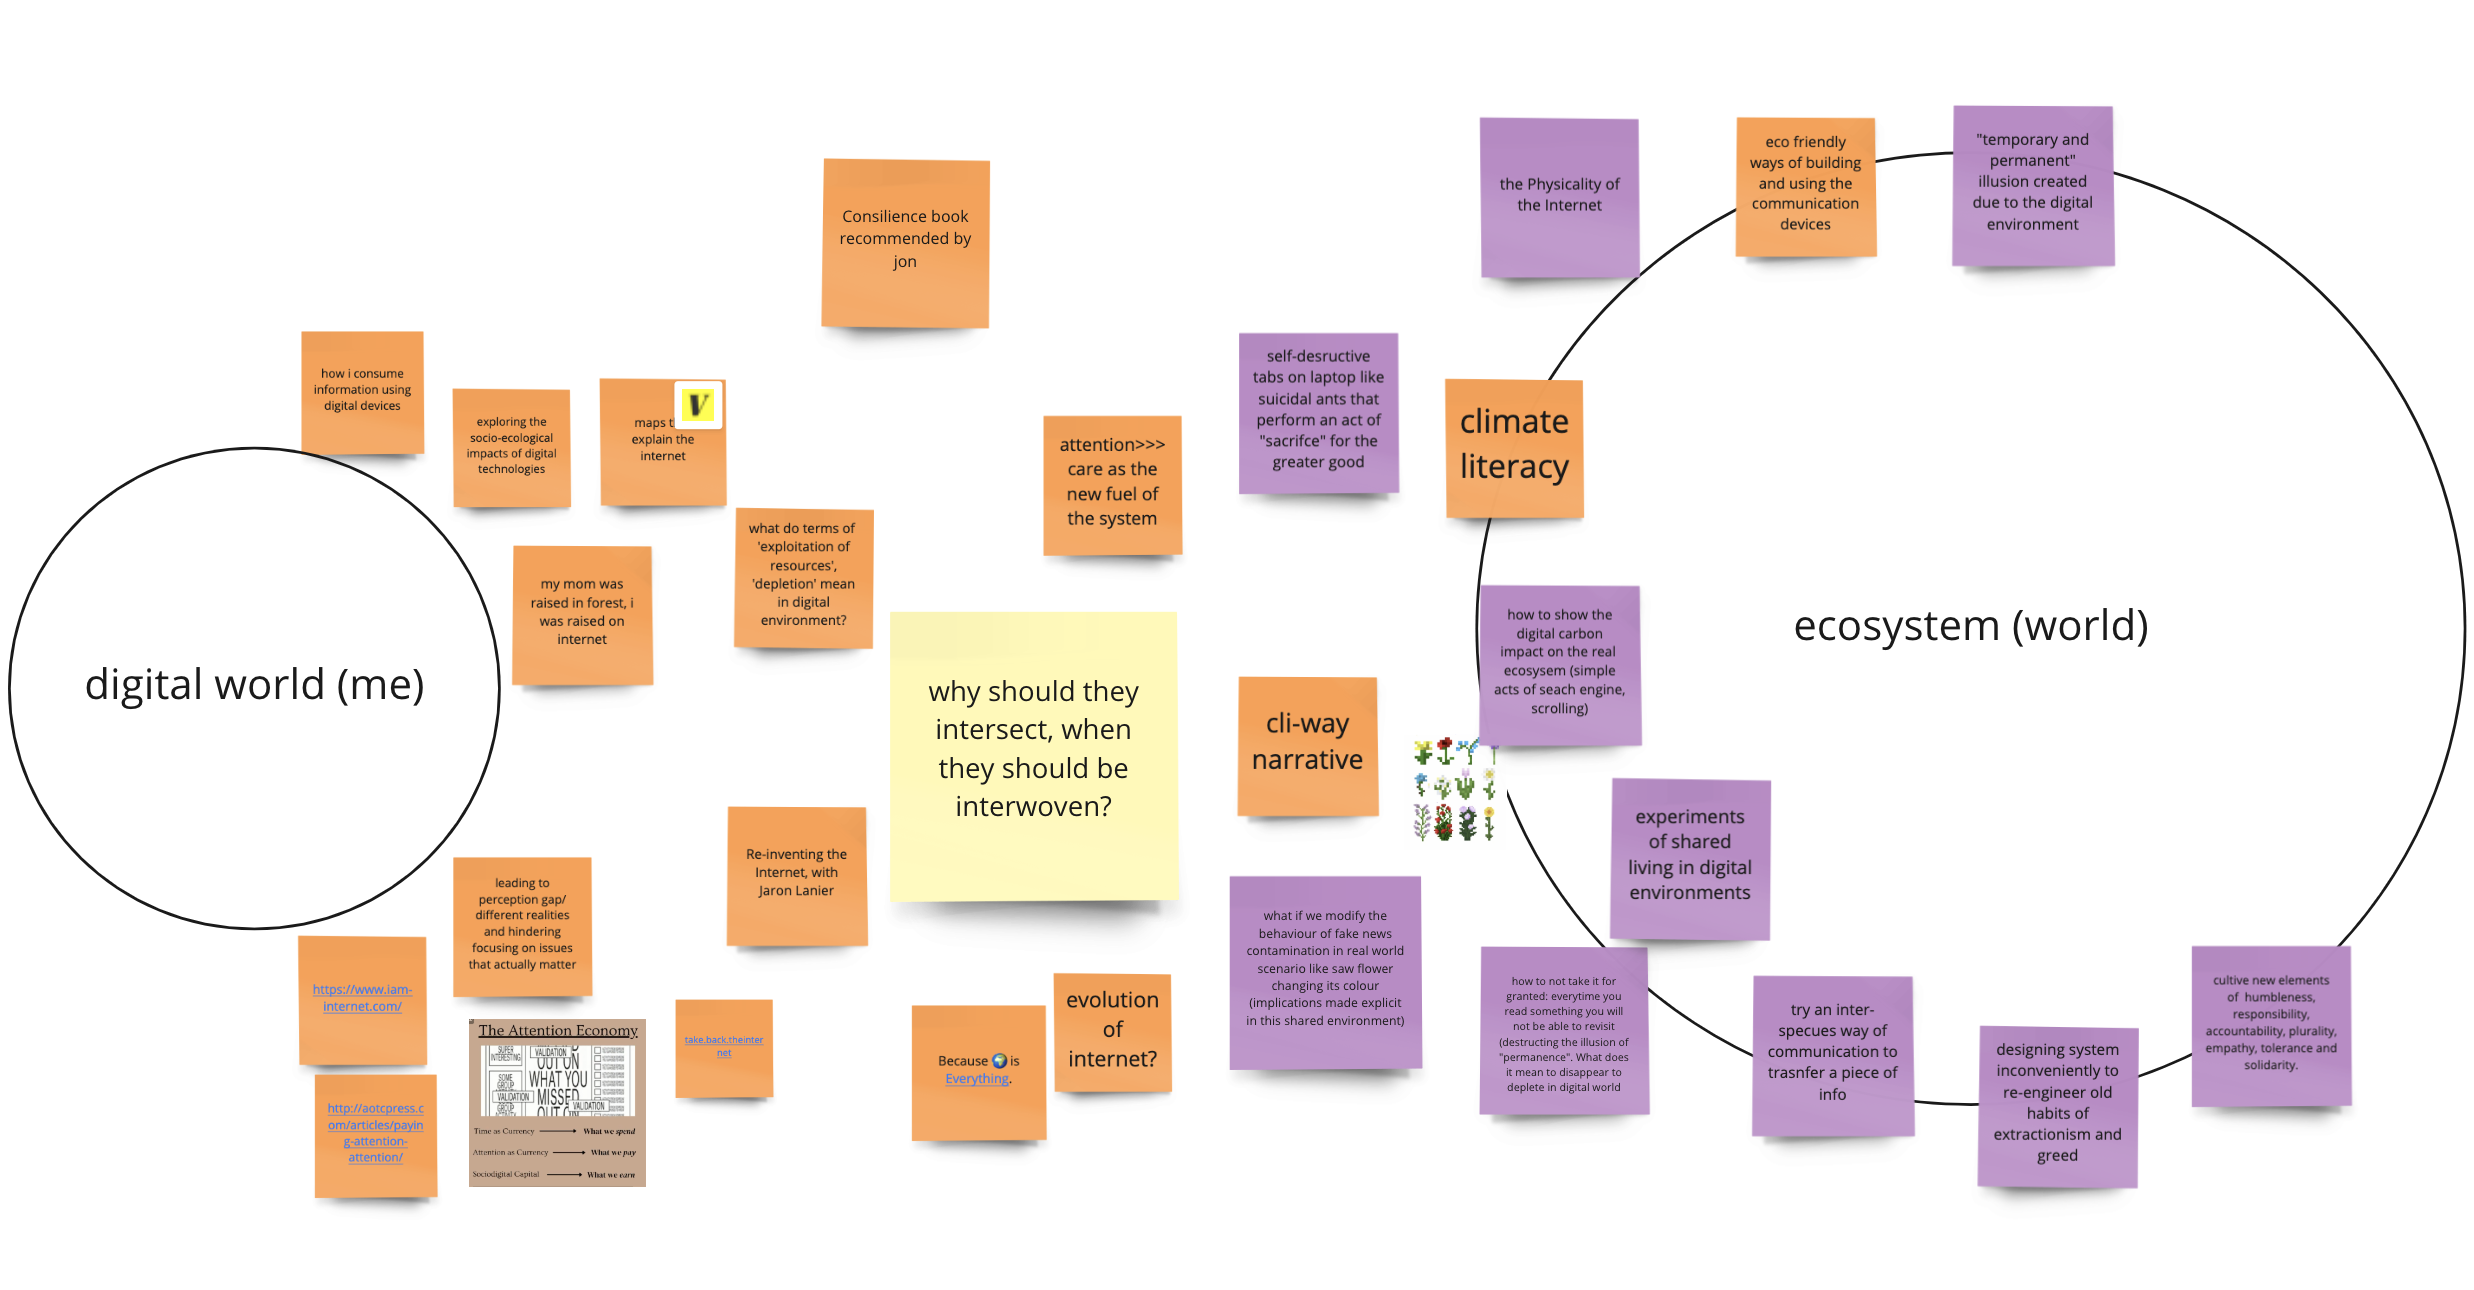 Consilience book
recommended by
jon
the Physicality of
the Internet
eco friendly
ways of building
and using the
communication
devices
"temporary and
permanent"
illusion created
due to the digital
environment
how i consume
information using
digital devices
exploring the
socio-ecological
impacts of digital
technologies
maps
explain the
internet
V
attention>>>
care as the
new fuel of
the system
self-desructive
tabs on laptop like
suicidal ants that
perform an act of
"sacrifce" for the
greater good
climate
literacy
what do terms of
'exploitation of
resources',
'depletion' mean
in digital
environment?
my mom was
raised in forest, i
was raised on
internet
digital world (me)
why should they
intersect, when
they should be
interwoven?
how to show the
digital carbon
impact on the real
ecosysem (simple
acts of seach engine,
scrolling)
ecosystem (world)
cli-way
narrative
experiments
of shared
living in digital
environments
Re-inventing the
Internet, with
Jaron Lanier
leading to
perception gap/
different realities
and hindering
focusing on issues
that actually matter
https://www.iam-
internet.com/
http://aotcpress.c
om/articles/payin
g-attention-
attention/
The Attention Economy
SUPER
INTERESTING
VALIDATION
OUT ON
WHAT YOU
MISSED
OUT ON
SOME
GROUP
VALIDATION
GROUP
VALIDATION
Time as Currency What we spend
Attention as Currency What we pay
Sociodigital Capital What we earn
take.back.theinter
net
Because 🌍 is
Everything.
evolution
of
internet?
what if we modify the
behaviour of fake news
contamination in real world
scenario like saw flower
changing its colour
(implications made explicit
in this shared environment)
how to not take it for
granted: everytime you
read something you will
not be able to revisit
(destructing the illusion of
"permanence". What does
it mean to disappear to
deplete in digital world
try an inter-
specues way of
communication to
trasnfer a piece of
info
designing system
inconveniently to
re-engineer old
habits of
extractionism and
greed
cultive new elements
of humbleness,
responsibility,
accountability, plurality,
empathy, tolerance and
solidarity.